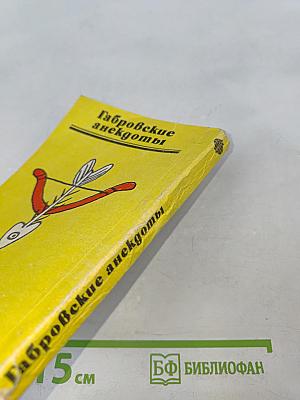 Габровские
анекдоты
Габровские анекдоты
15 см
БФ БИБЛИОФАН